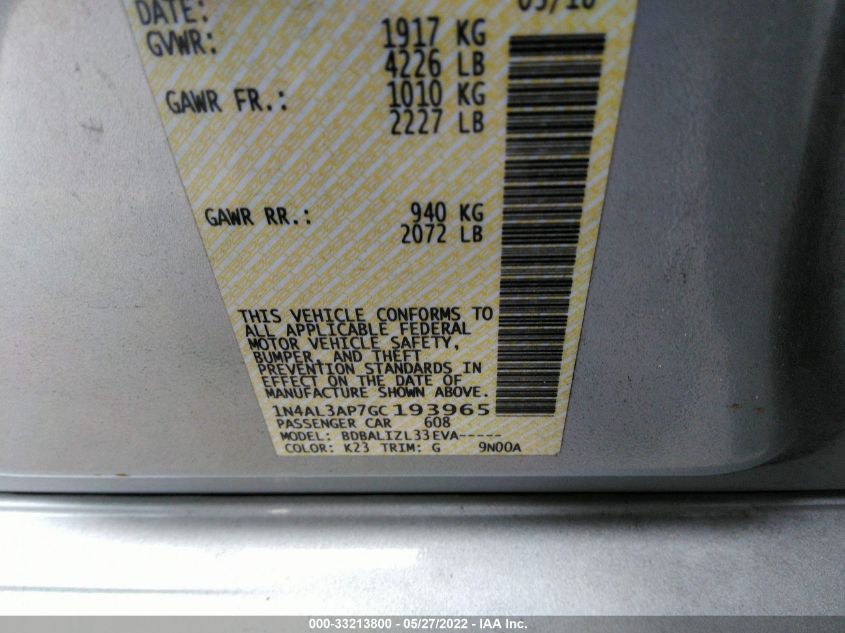 DATE:
GVWR: 1917 KG
4226 LB
GAWR FR.: 1010 KG
2227 LB
GAWR RR.: 940 KG
2072 LB
THIS VEHICLE CONFORMS TO
ALL APPLICABLE FEDERAL
MOTOR VEHICLE SAFETY,
BUMPER, AND THEFT
PREVENTION STANDARDS IN
EFFECT ON THE DATE OF
MANUFACTURE SHOWN ABOVE.
1N4AL3AP7GC193965
PASSENGER CAR 608
MODEL: BDBALIZL33EVA-----
COLOR: K23 TRIM: G 9N00A
000-33213800 - 05/27/2022 - IAA Inc.